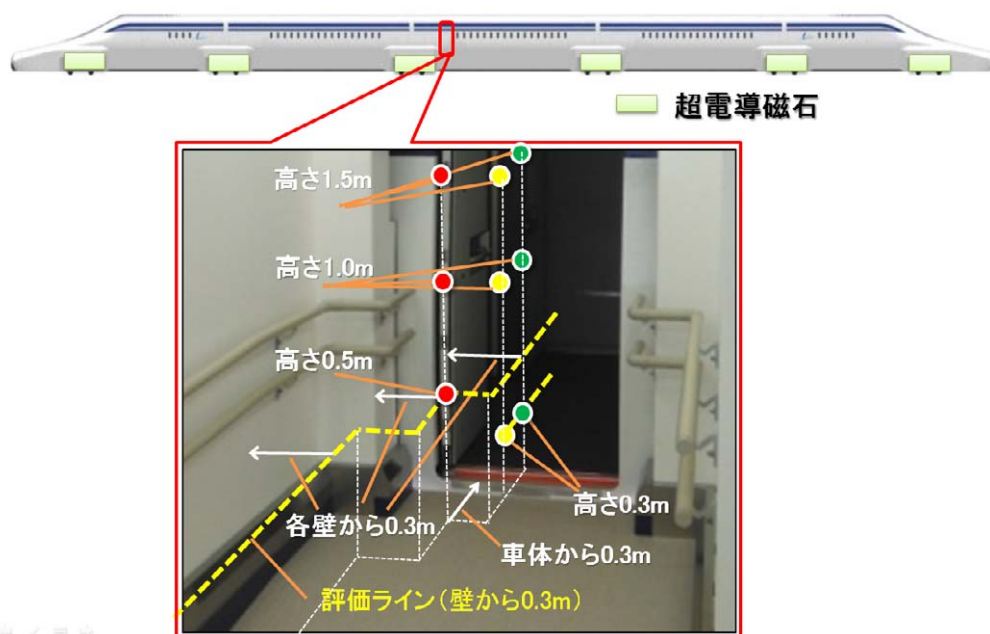 超電導磁石
高さ1.5m
高さ1.0m
高さ0.5m
高さ0.3m
各壁から0.3m
車体から0.3m
評価ライン(壁から0.3m)